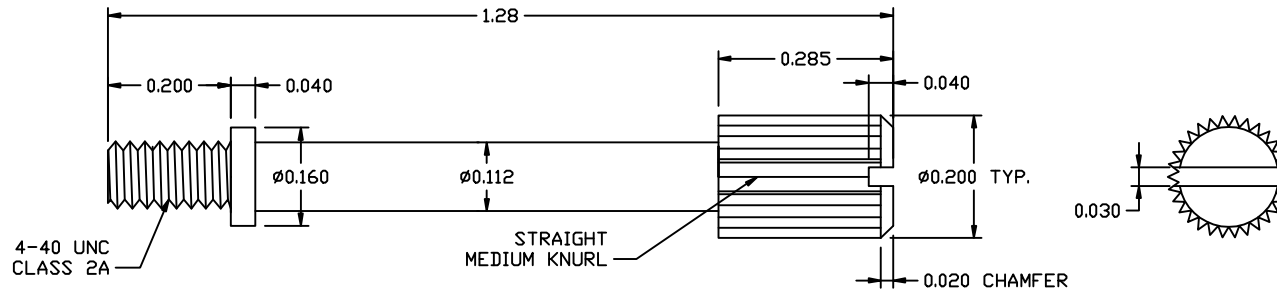 1.28
0.285
0.200
0.040
0.040
ø0.160
ø0.112
ø0.200 TYP.
0.030
4-40 UNC
CLASS 2A
STRAIGHT
MEDIUM KNURL
0.020 CHAMFER